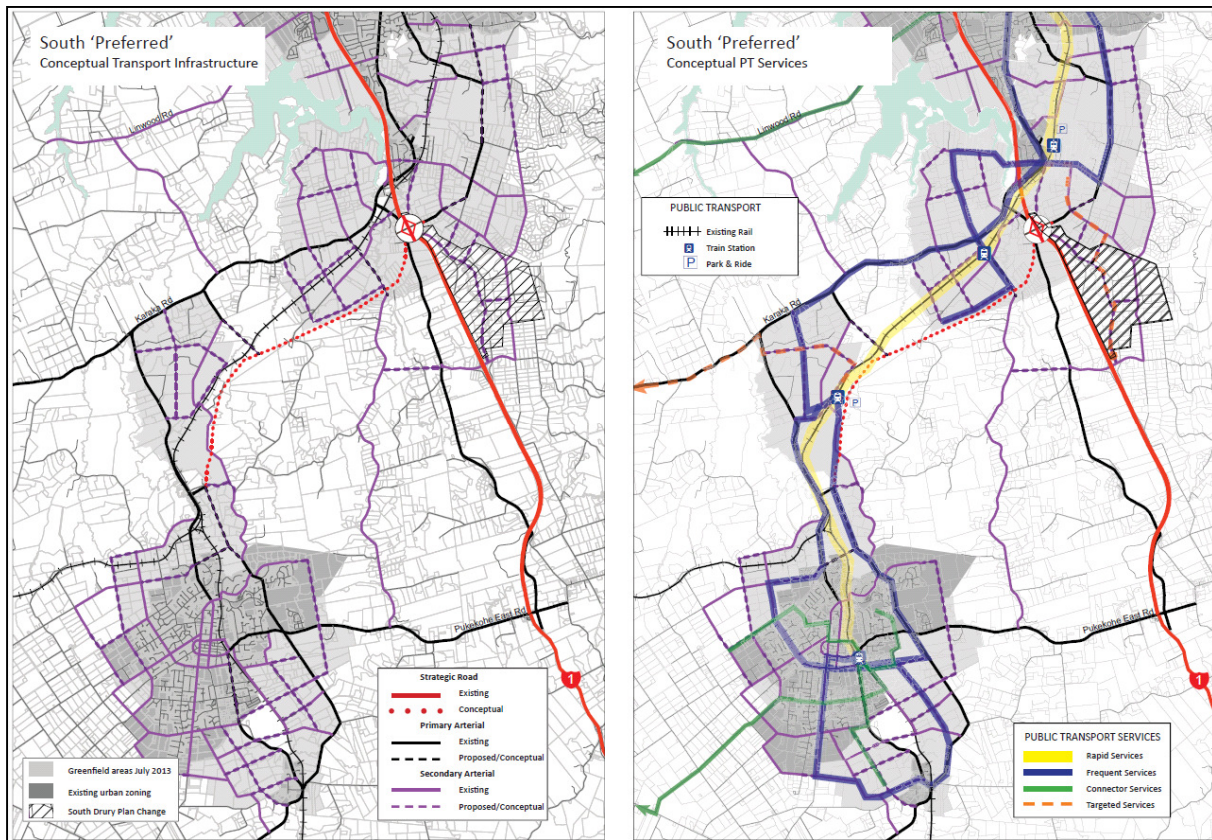 South ‘Preferred’
Conceptual Transport Infrastructure
Linwood Rd
Karaka Rd
Pukekohe East Rd
1
Strategic Road
Existing
Conceptual
Primary Arterial
Existing
Proposed/Conceptual
Secondary Arterial
Existing
Proposed/Conceptual
Greenfield areas July 2013
Existing urban zoning
South Drury Plan Change
South ‘Preferred’
Conceptual PT Services
Linwood Rd
P
PUBLIC TRANSPORT
Existing Rail
Train Station
P Park & Ride
Karaka Rd
P
Pukekohe East Rd
1
PUBLIC TRANSPORT SERVICES
Rapid Services
Frequent Services
Connector Services
Targeted Services